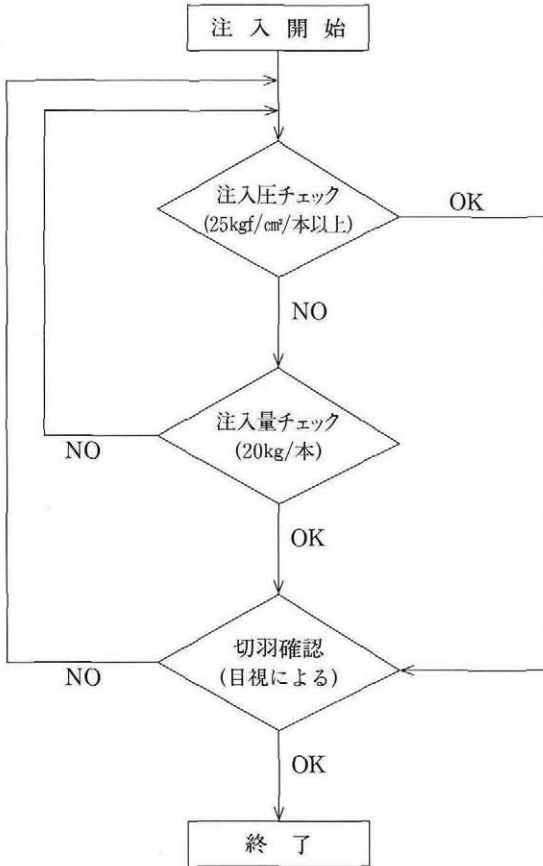 注入開始
注入圧チェック
(25kgf/c㎡/本以上)
OK
NO
注入量チェック
(20kg/本)
NO
OK
切羽確認
(目視による)
NO
OK
終了